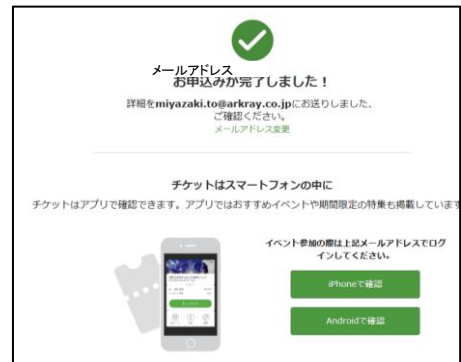 メールアドレス
お申込みが完了しました！
詳細をmiyazaki.to@arkray.co.jpにお送りしました、
ご確認ください。
メールアドレス変更
チケットはスマートフォンの中に
チケットはアプリで確認できます。アプリではおすすめイベントや期間限定の特集も掲載しています
イベント参加の際は上記メールアドレスでログ
インしてください。
iPhoneで確認
Androidで確認